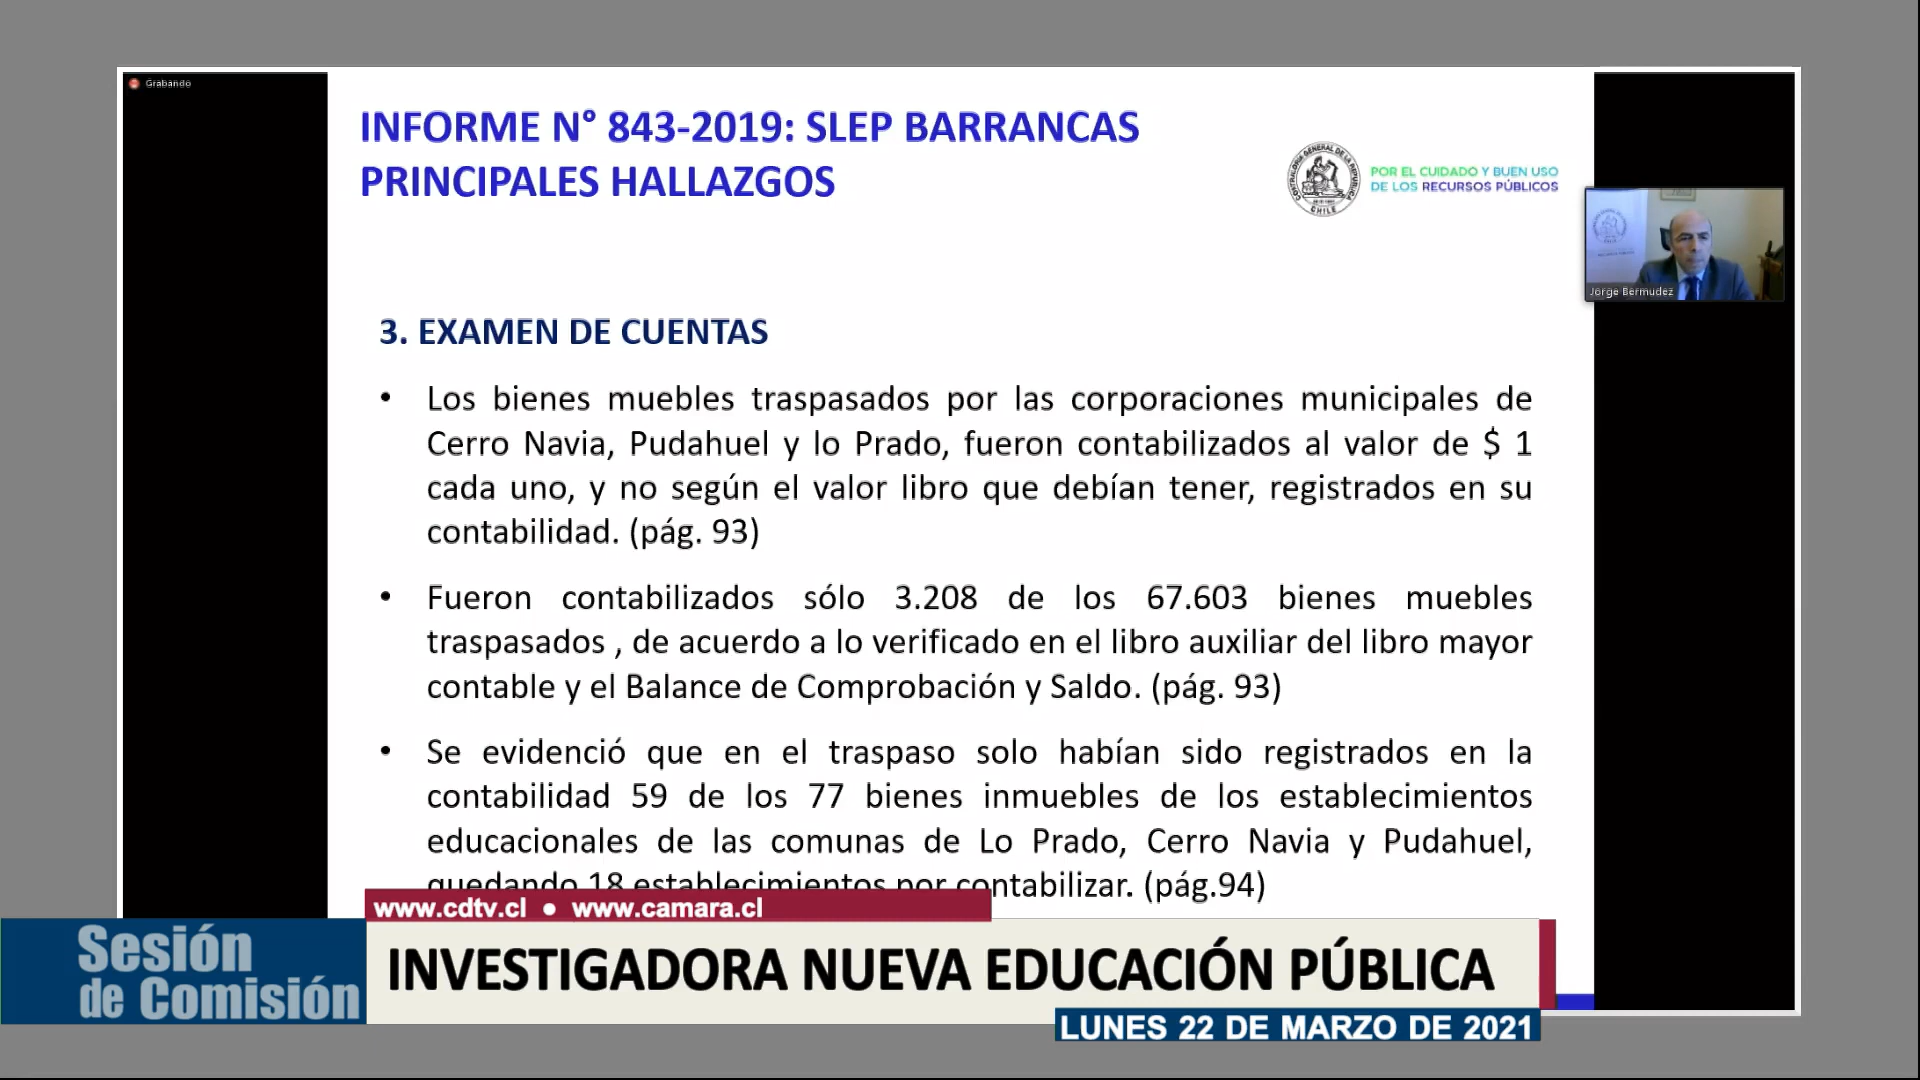 Grabando
INFORME N° 843-2019: SLEP BARRANCAS
PRINCIPALES HALLAZGOS
CONTRALORÍA GENERAL DE LA REPÚBLICA
CHILE
POR EL CUIDADO Y BUEN USO
DE LOS RECURSOS PÚBLICOS
Jorge Bermudez
3. EXAMEN DE CUENTAS
• Los bienes muebles traspasados por las corporaciones municipales de
Cerro Navia, Pudahuel y lo Prado, fueron contabilizados al valor de $ 1
cada uno, y no según el valor libro que debían tener, registrados en su
contabilidad. (pág. 93)
• Fueron contabilizados sólo 3.208 de los 67.603 bienes muebles
traspasados , de acuerdo a lo verificado en el libro auxiliar del libro mayor
contable y el Balance de Comprobación y Saldo. (pág. 93)
• Se evidenció que en el traspaso solo habían sido registrados en la
contabilidad 59 de los 77 bienes inmuebles de los establecimientos
educacionales de las comunas de Lo Prado, Cerro Navia y Pudahuel,
quedando 18 establecimientos por contabilizar. (pág.94)
www.cdtv.cl ● www.camara.cl
Sesión
de Comisión
INVESTIGADORA NUEVA EDUCACIÓN PÚBLICA
LUNES 22 DE MARZO DE 2021